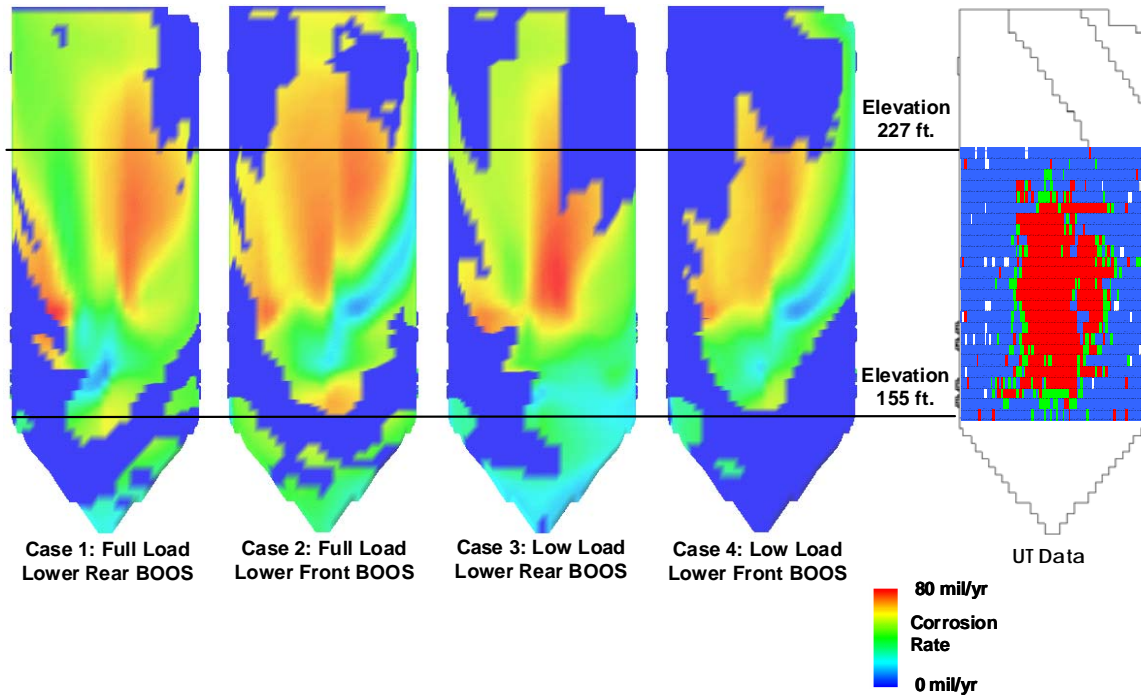 Elevation
227 ft.
Elevation
155 ft.
Case 1: Full Load
Lower Rear BOOS
Case 2: Full Load
Lower Front BOOS
Case 3: Low Load
Lower Rear BOOS
Case 4: Low Load
Lower Front BOOS
UT Data
80 mil/yr
Corrosion
Rate
0 mil/yr